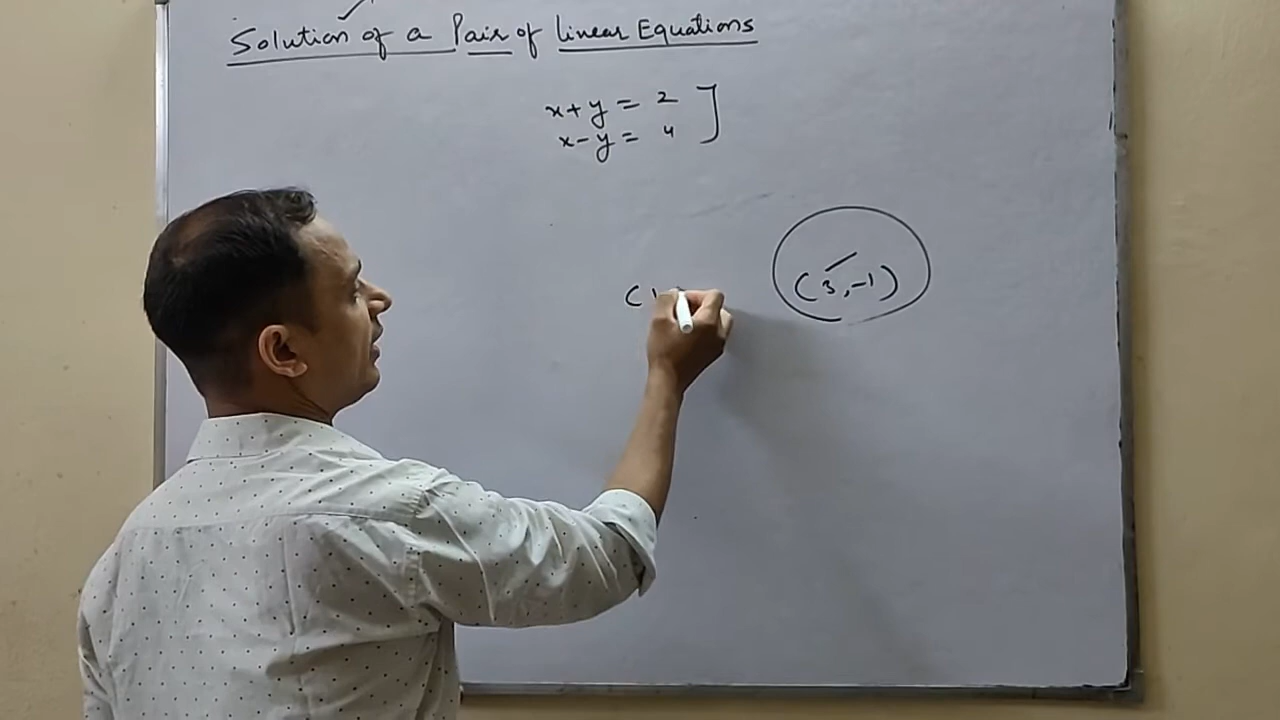 Solution of a Pair of linear Equations
x+y = 2
x-y = 4
(1
(3,-1)